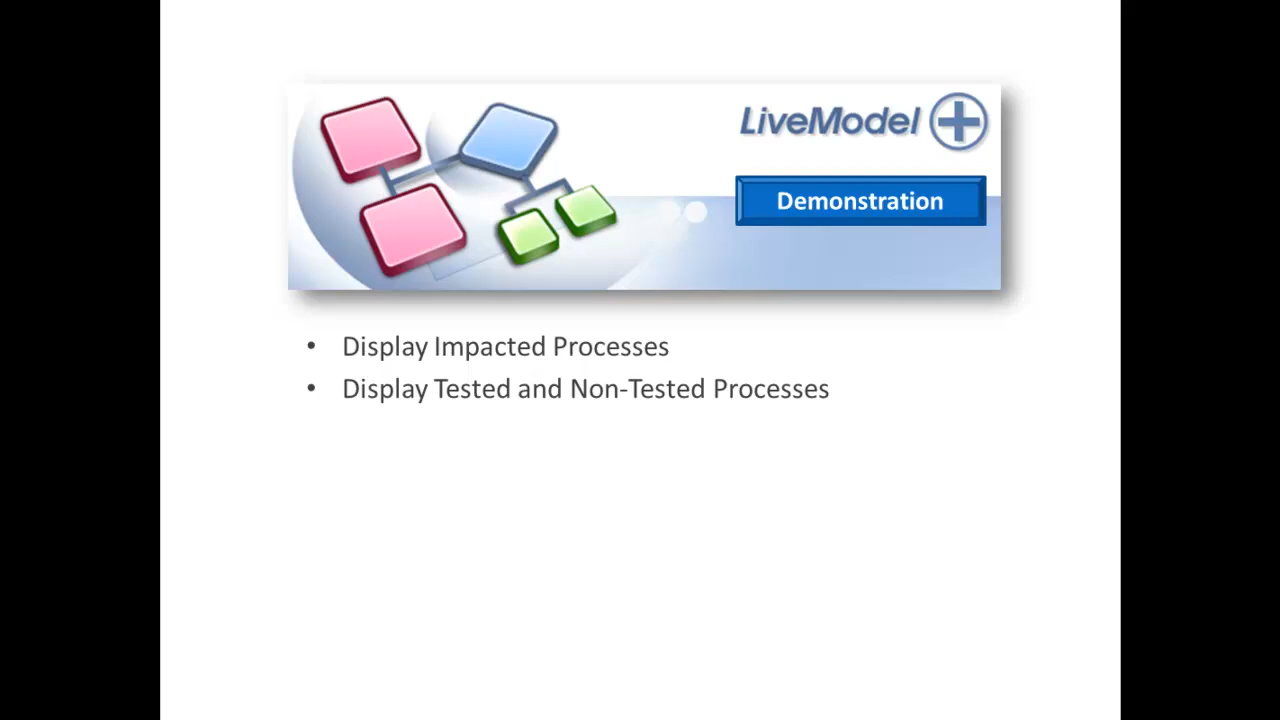 LiveModel
Demonstration
• Display Impacted Processes
• Display Tested and Non-Tested Processes